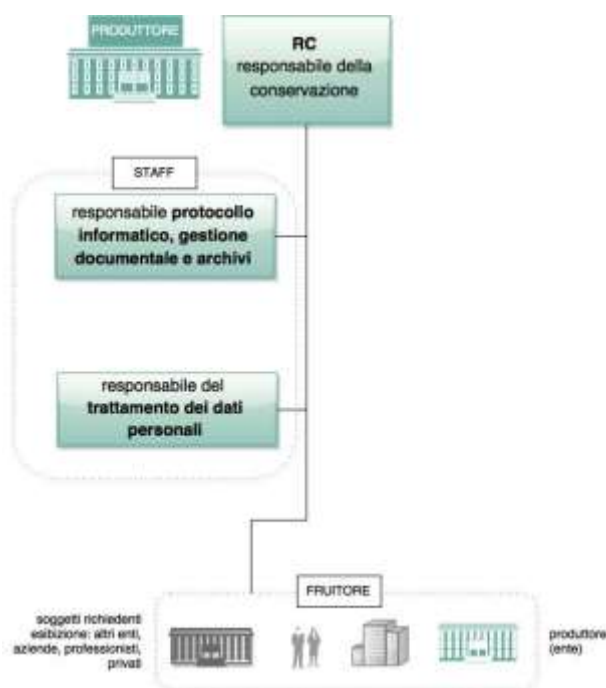 PRODUTTORE
RC
responsabile della
conservazione
STAFF
responsabile protocollo
informatico, gestione
documentale e archivi
responsabile del
trattamento dei dati
personali
FRUITORE
soggetti richiedenti
esibizione: altri enti,
aziende, professionisti,
privati
produttore
(ente)